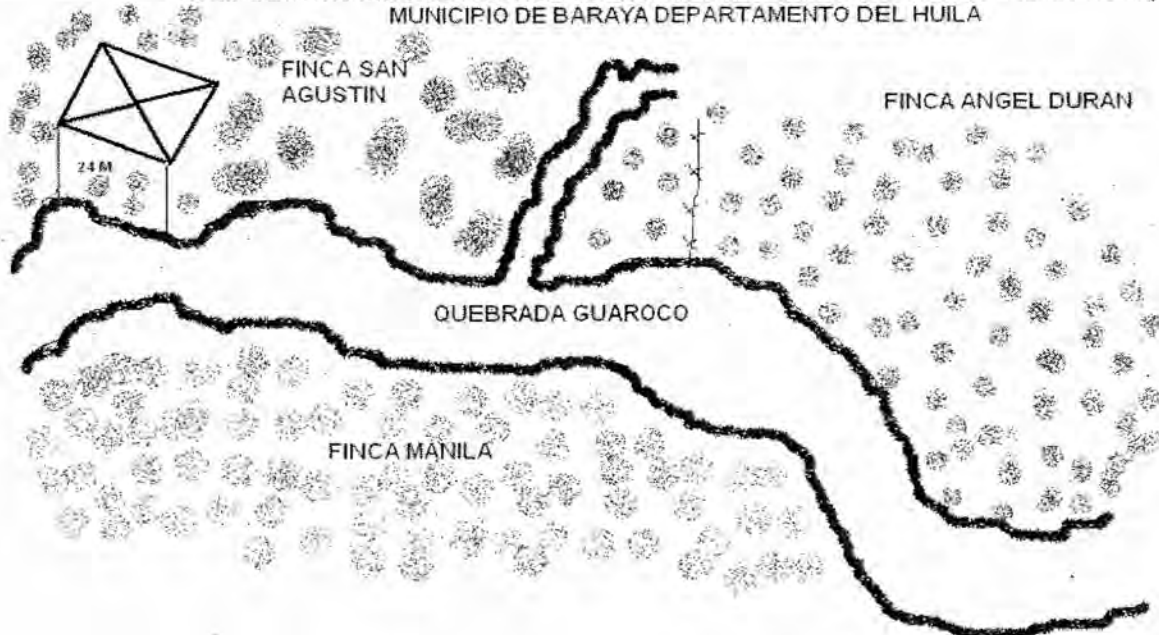 MUNICIPIO DE BARAYA DEPARTAMENTO DEL HUILA
FINCA SAN
AGUSTIN
FINCA ANGEL DURAN
24 M
QUEBRADA GUAROCO
FINCA MANILA